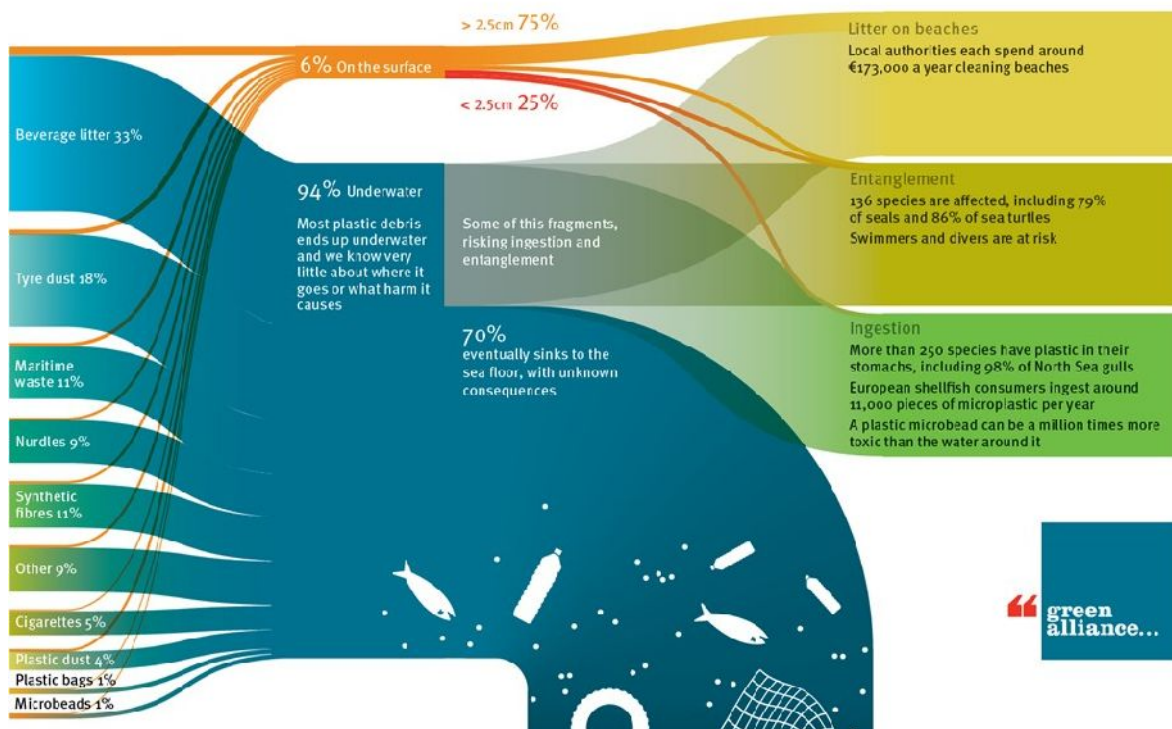 > 2.5cm 75%
6% On the surface
< 2.5cm 25%
Beverage litter 33%
Tyre dust 18%
Maritime
waste 11%
Nurdles 9%
Synthetic
fibres 11%
Other 9%
Cigarettes 5%
Plastic dust 4%
Plastic bags 1%
Microbeads 1%
94% Underwater
Most plastic debris
ends up underwater
and we know very
little about where it
goes or what harm it
causes
Some of this fragments,
risking ingestion and
entanglement
70%
eventually sinks to the
sea floor, with unknown
consequences
Litter on beaches
Local authorities each spend around
€173,000 a year cleaning beaches
Entanglement
136 species are affected, including 79%
of seals and 86% of sea turtles
Swimmers and divers are at risk
Ingestion
More than 250 species have plastic in their
stomachs, including 98% of North Sea gulls
European shellfish consumers ingest around
11,000 pieces of microplastic per year
A plastic microbead can be a million times more
toxic than the water around it
“ green
alliance...